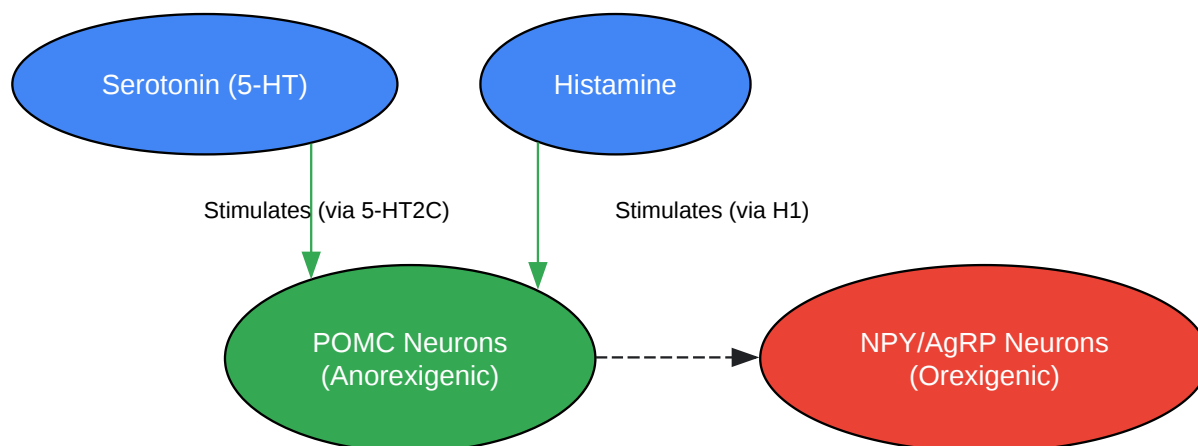 Serotonin (5-HT)
Histamine
Stimulates (via 5-HT2C)
Stimulates (via H1)
POMC Neurons
(Anorexigenic)
NPY/AgRP Neurons
(Orexigenic)